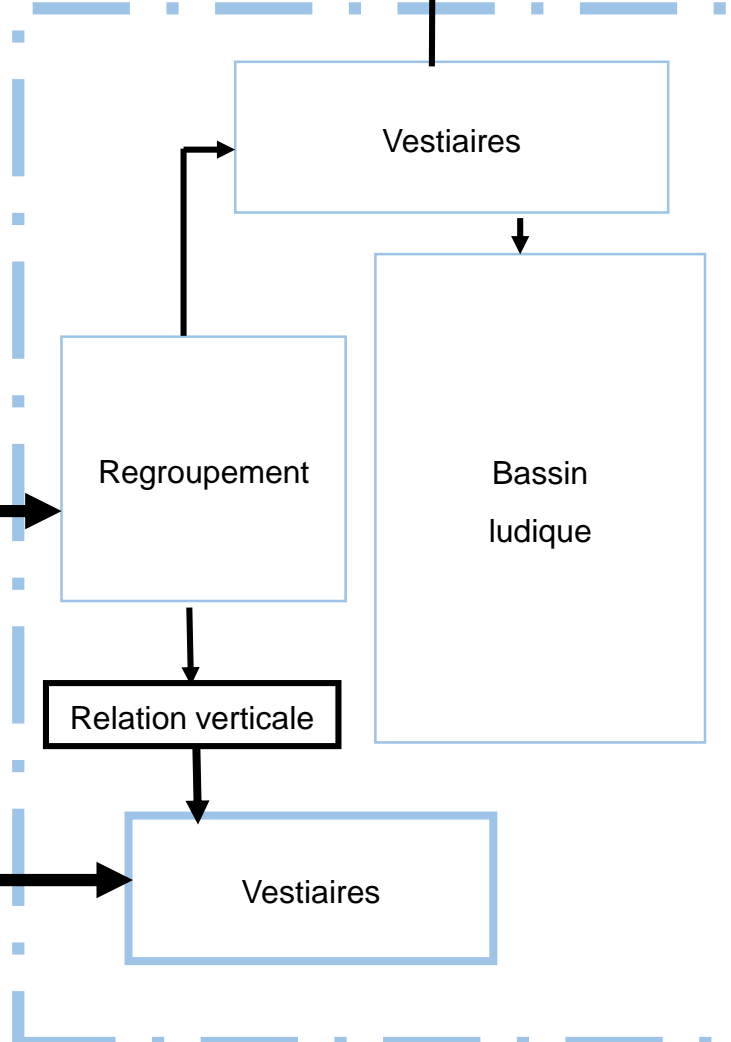 Vestiaires
Regroupement
Bassin
ludique
Relation verticale
Vestiaires